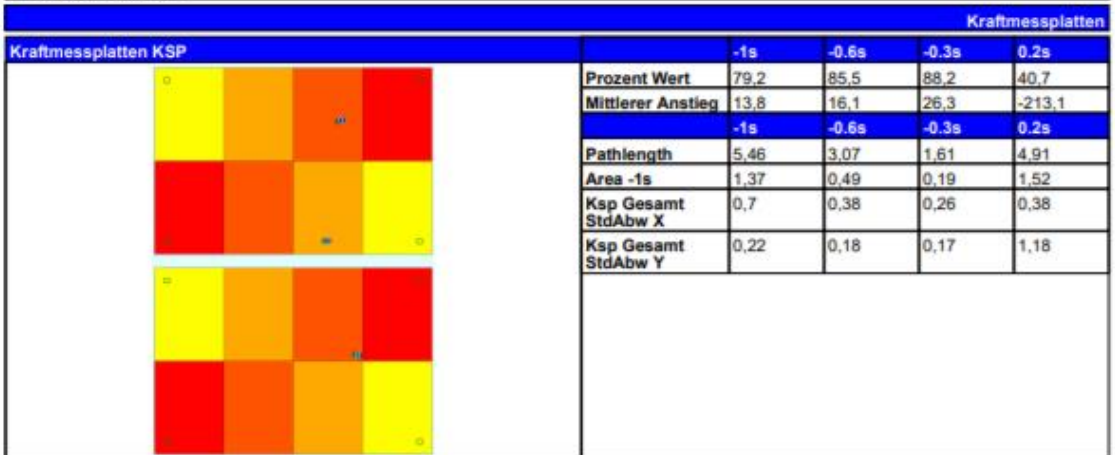 Kraftmessplatten
Kraftmessplatten KSP
-1s -0.6s -0.3s 0.2s
Prozent Wert 79,2 85,5 88,2 40,7
Mittlerer Anstieg 13,8 16,1 26,3 -213,1
-1s -0.6s -0.3s 0.2s
Pathlength 5,46 3,07 1,61 4,91
Area -1s 1,37 0,49 0,19 1,52
Ksp Gesamt
StdAbw X 0,7 0,38 0,26 0,38
Ksp Gesamt
StdAbw Y 0,22 0,18 0,17 1,18